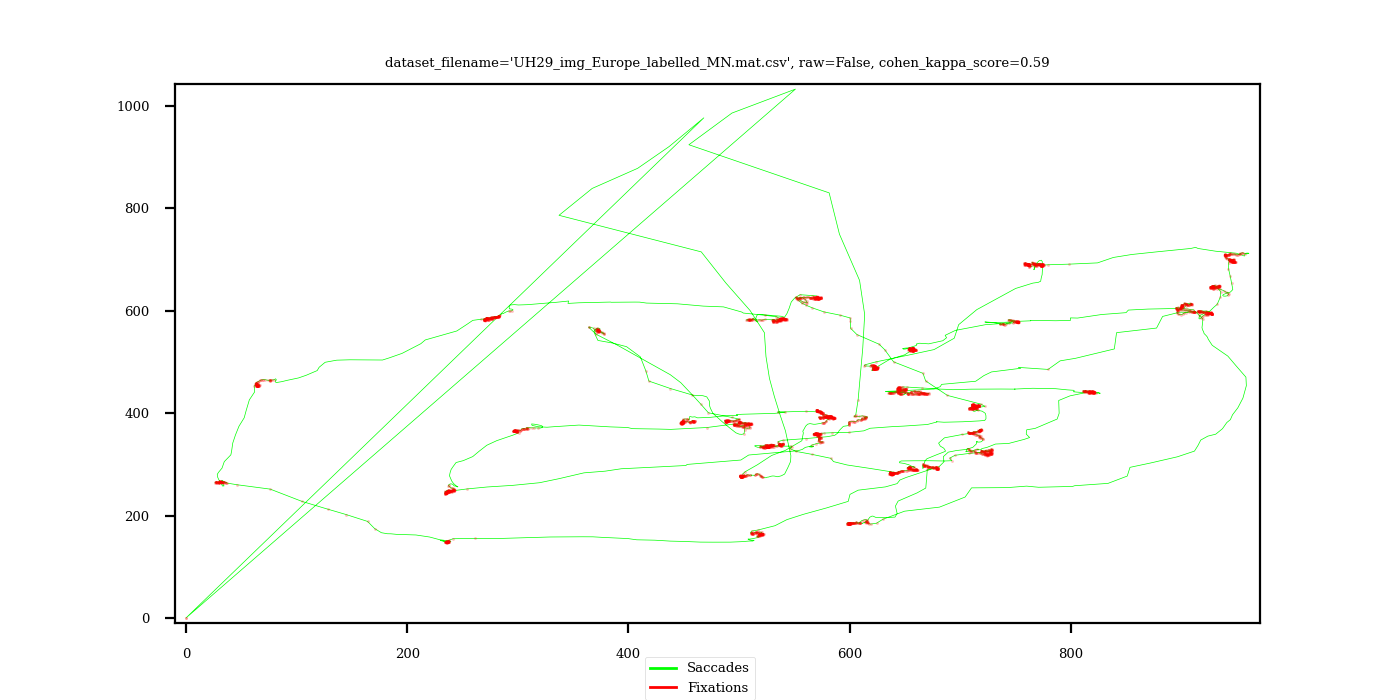 dataset_filename='UH29_img_Europe_labelled_MN.mat.csv', raw=False, cohen_kappa_score=0.59
1000
800
600
400
200
0
0 200 400 600 800
Saccades
Fixations